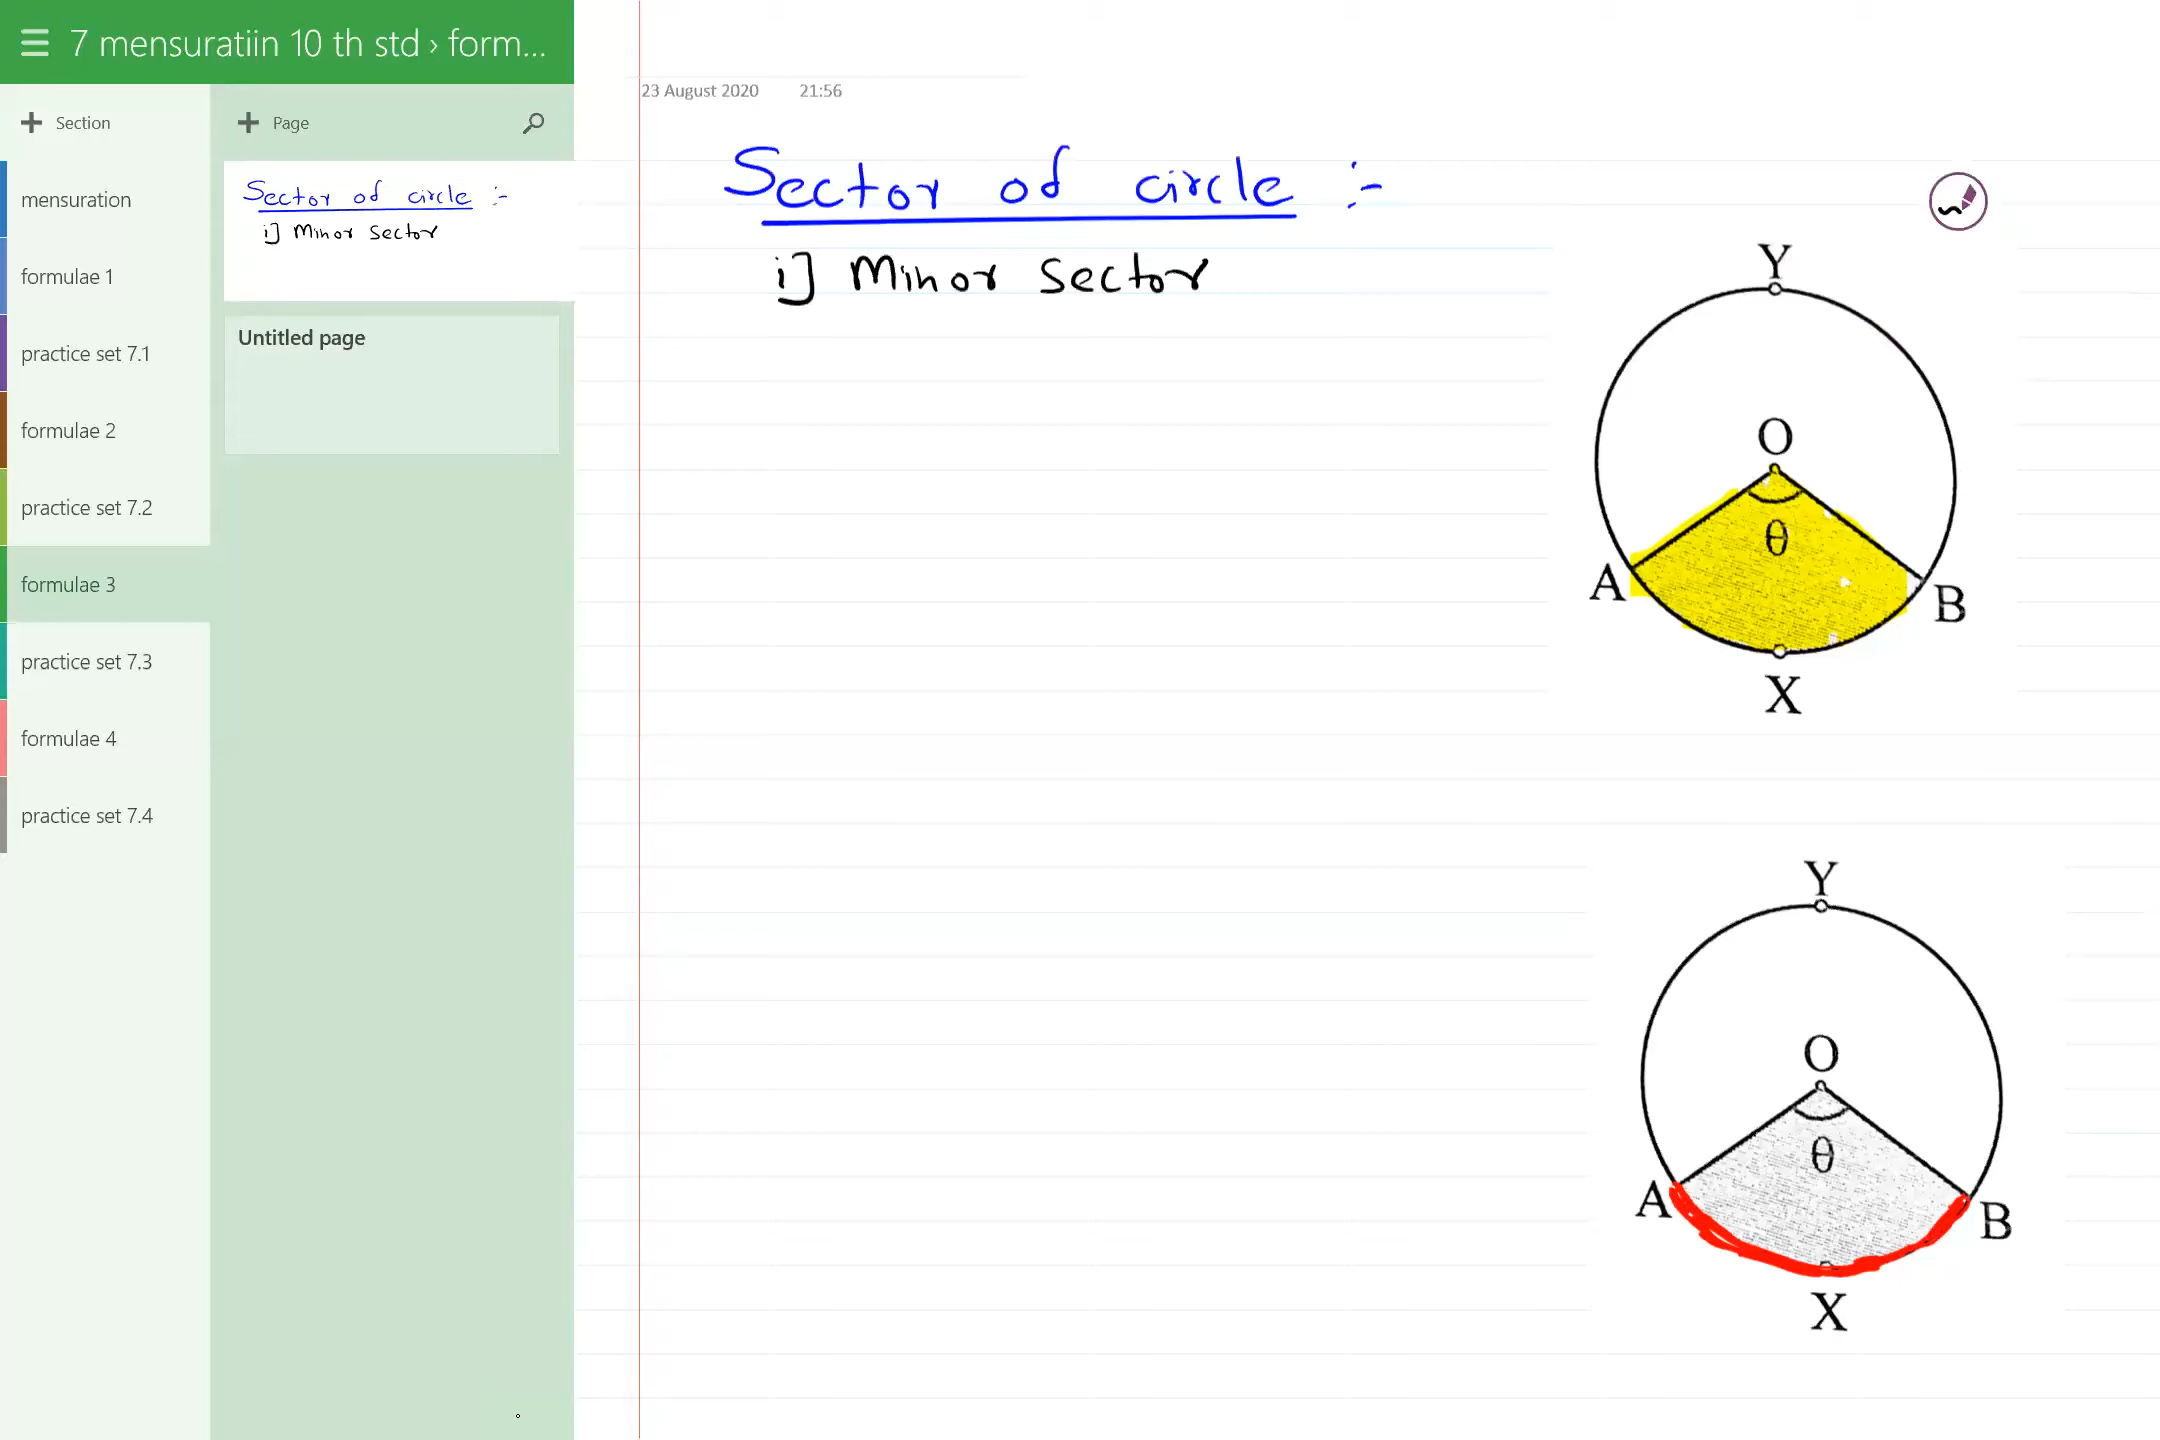 7 mensuratiin 10 th std › form...
Section
mensuration
formulae 1
practice set 7.1
formulae 2
practice set 7.2
formulae 3
practice set 7.3
formulae 4
practice set 7.4
Page
Sector of circle :-
i] Minor Sector
Untitled page
23 August 2020 21:56
Sector of circle :-
i] Minor Sector
Y
O
θ
A
B
X
Y
O
θ
A
B
X